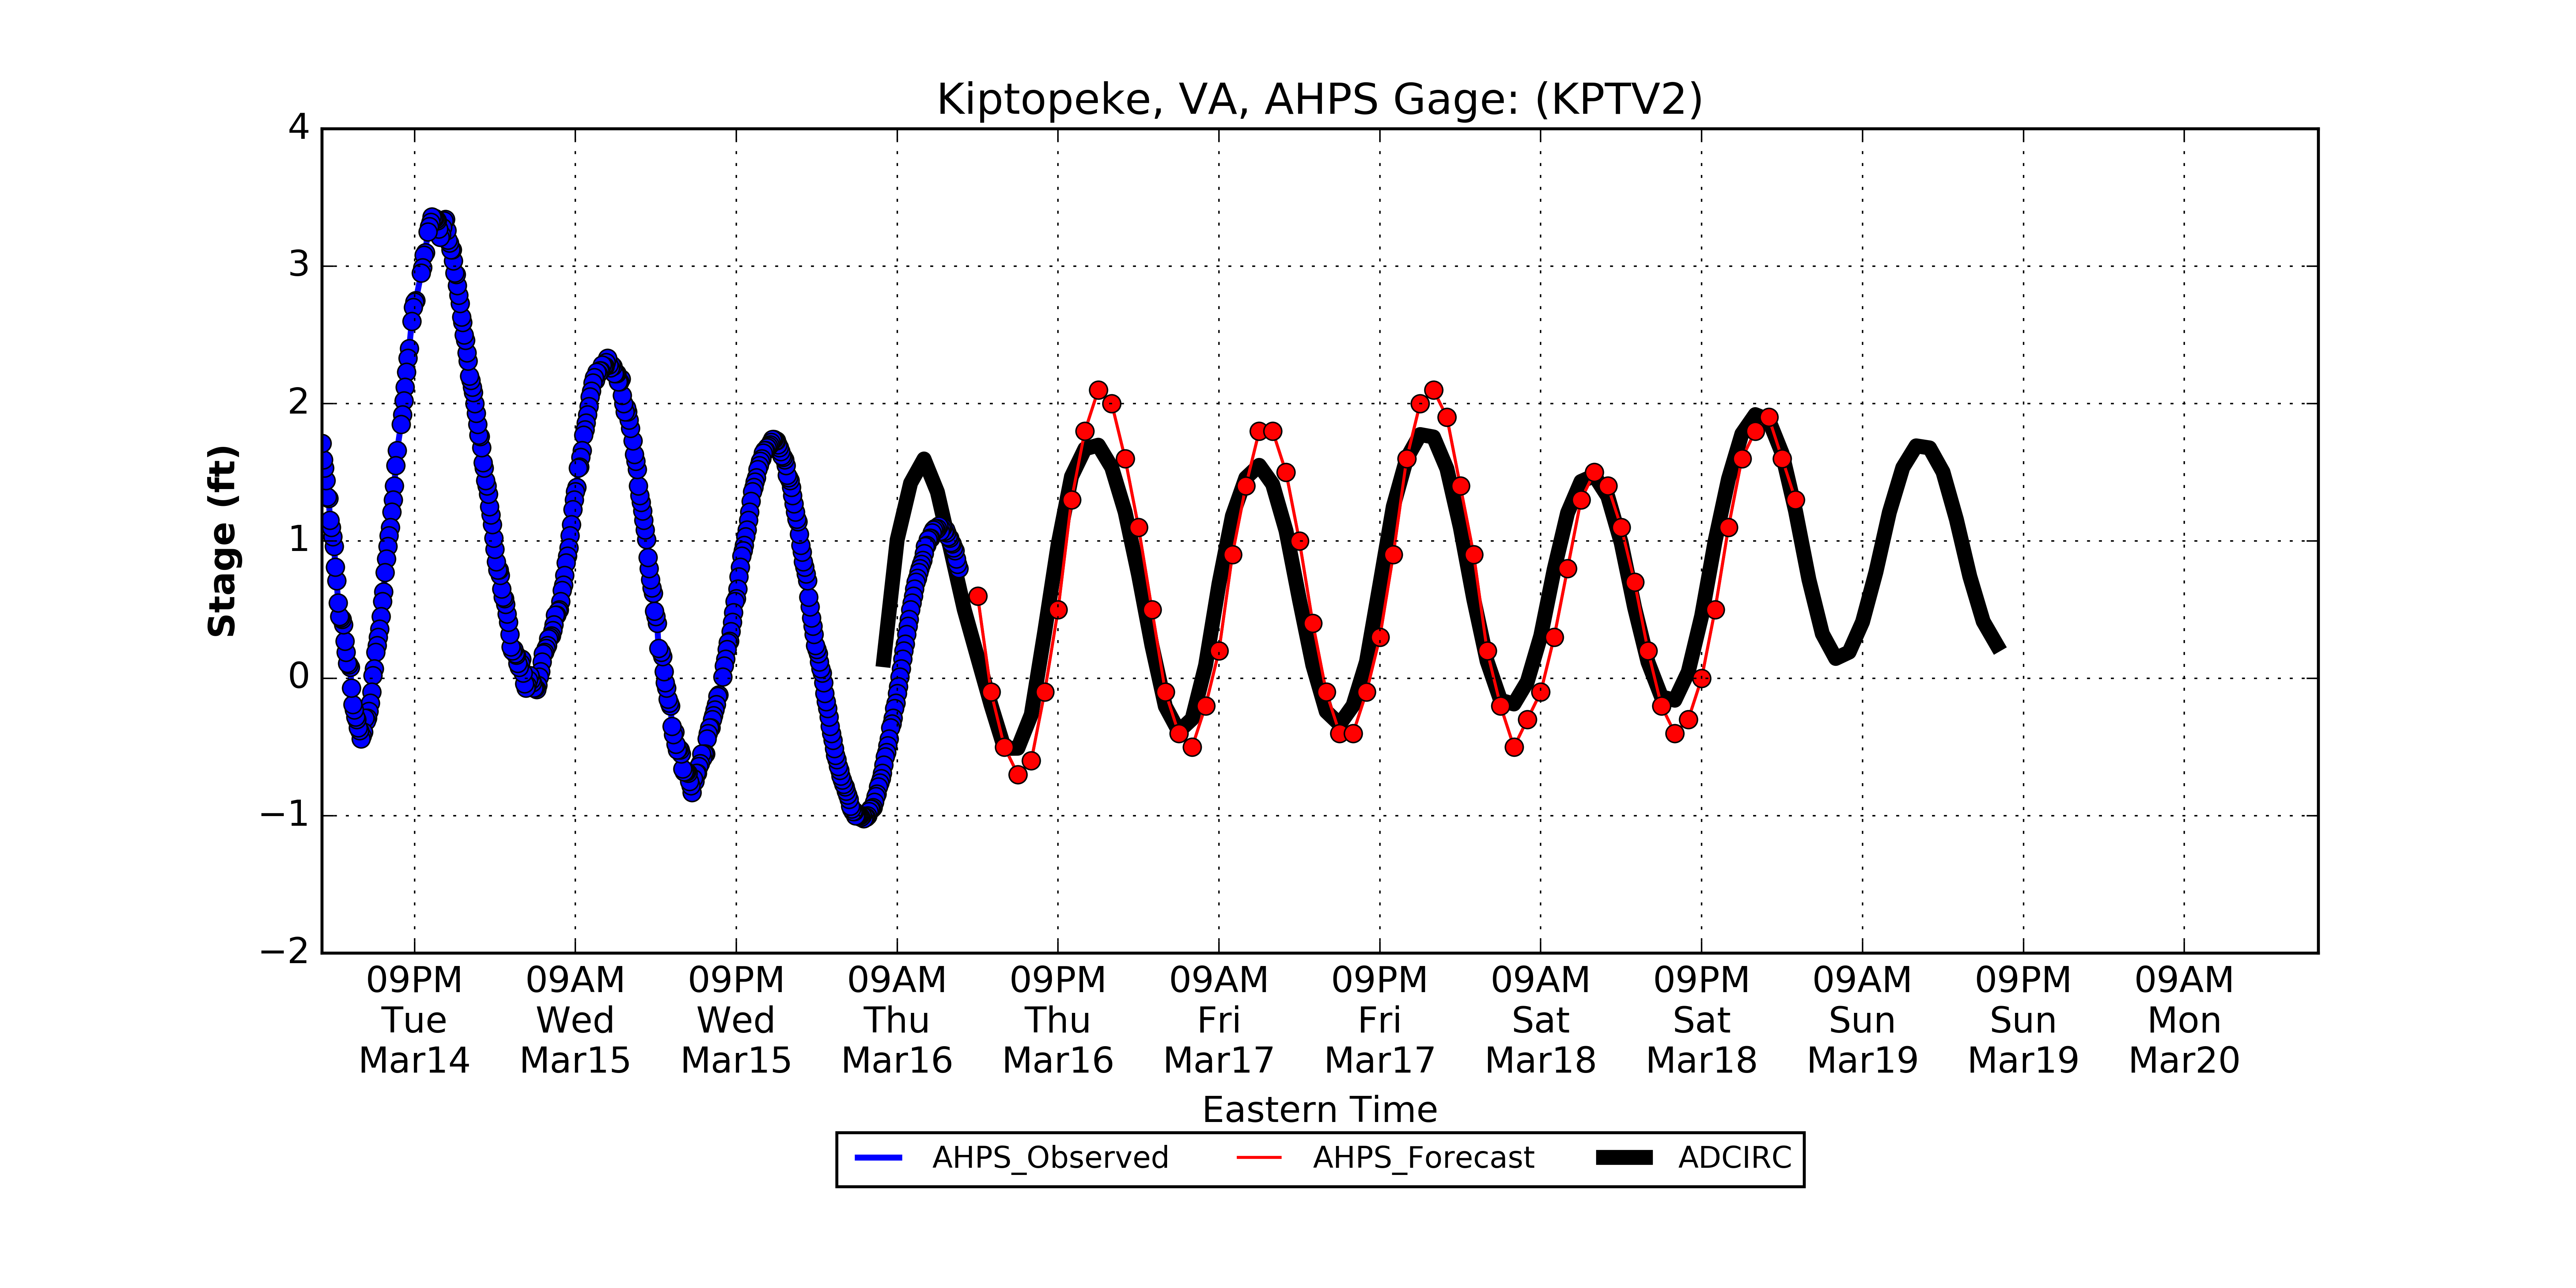 Kiptopeke, VA, AHPS Gage: (KPTV2)
4
3
2
1
0
−1
−2
Stage (ft)
09PM 09AM 09PM 09AM 09PM 09AM 09PM 09AM 09PM 09AM 09PM 09AM
Tue Wed Wed Thu Thu Fri Fri Sat Sat Sun Sun Mon
Mar14 Mar15 Mar15 Mar16 Mar16 Mar17 Mar17 Mar18 Mar18 Mar19 Mar19 Mar20
Eastern Time
AHPS_Observed AHPS_Forecast ADCIRC